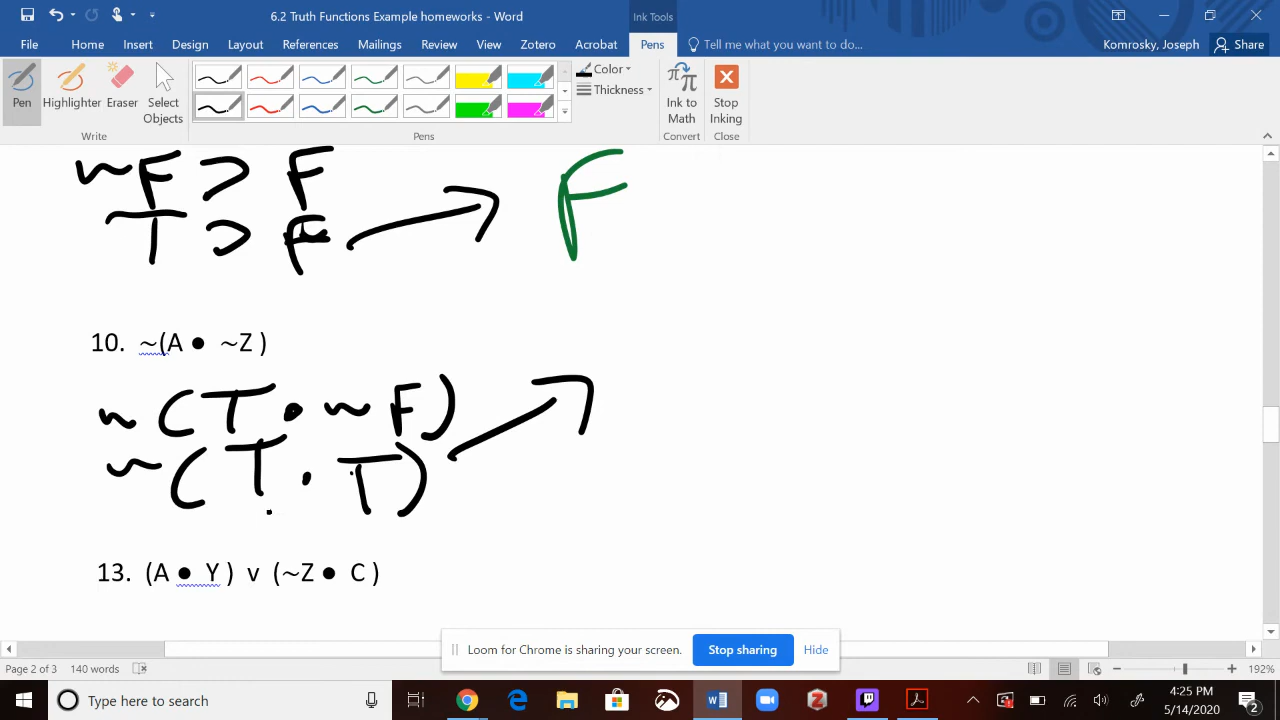 6.2 Truth Functions Example homeworks - Word
Ink Tools
File Home Insert Design Layout References Mailings Review View Zotero Acrobat Pens Tell me what you want to do... Komrosky, Joseph Share
Pen Highlighter Eraser Select Objects
Color
Thickness
Ink to Math
Stop Inking
Write Pens Convert Close
~F > F
T > F F
10. ~(A ● ~Z )
~ (T • ~ F)
~ (T • T)
13. (A ● Y ) v (~Z ● C )
Loom for Chrome is sharing your screen. Stop sharing Hide
Page 2 of 3 140 words 192%
Type here to search
4:25 PM
5/14/2020
2